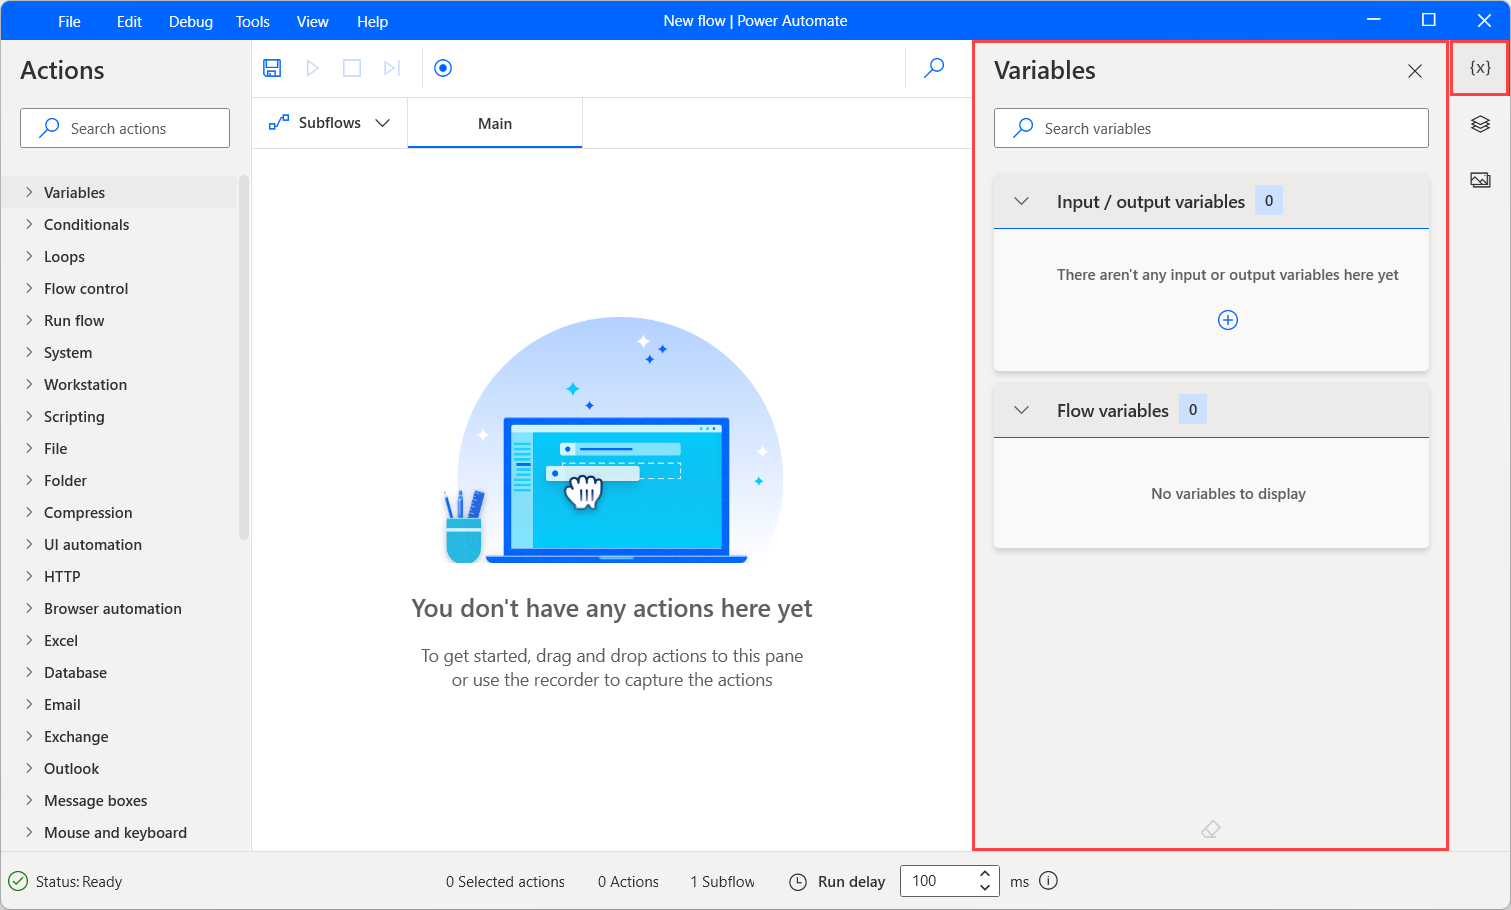 File Edit Debug Tools View Help New flow | Power Automate
Actions
Search actions
Variables
Conditionals
Loops
Flow control
Run flow
System
Workstation
Scripting
File
Folder
Compression
UI automation
HTTP
Browser automation
Excel
Database
Email
Exchange
Outlook
Message boxes
Mouse and keyboard
Subflows Main
You don't have any actions here yet
To get started, drag and drop actions to this pane
or use the recorder to capture the actions
Variables
{x}
Search variables
Input / output variables 0
There aren't any input or output variables here yet
Flow variables 0
No variables to display
Status: Ready 0 Selected actions 0 Actions 1 Subflow Run delay 100 ms